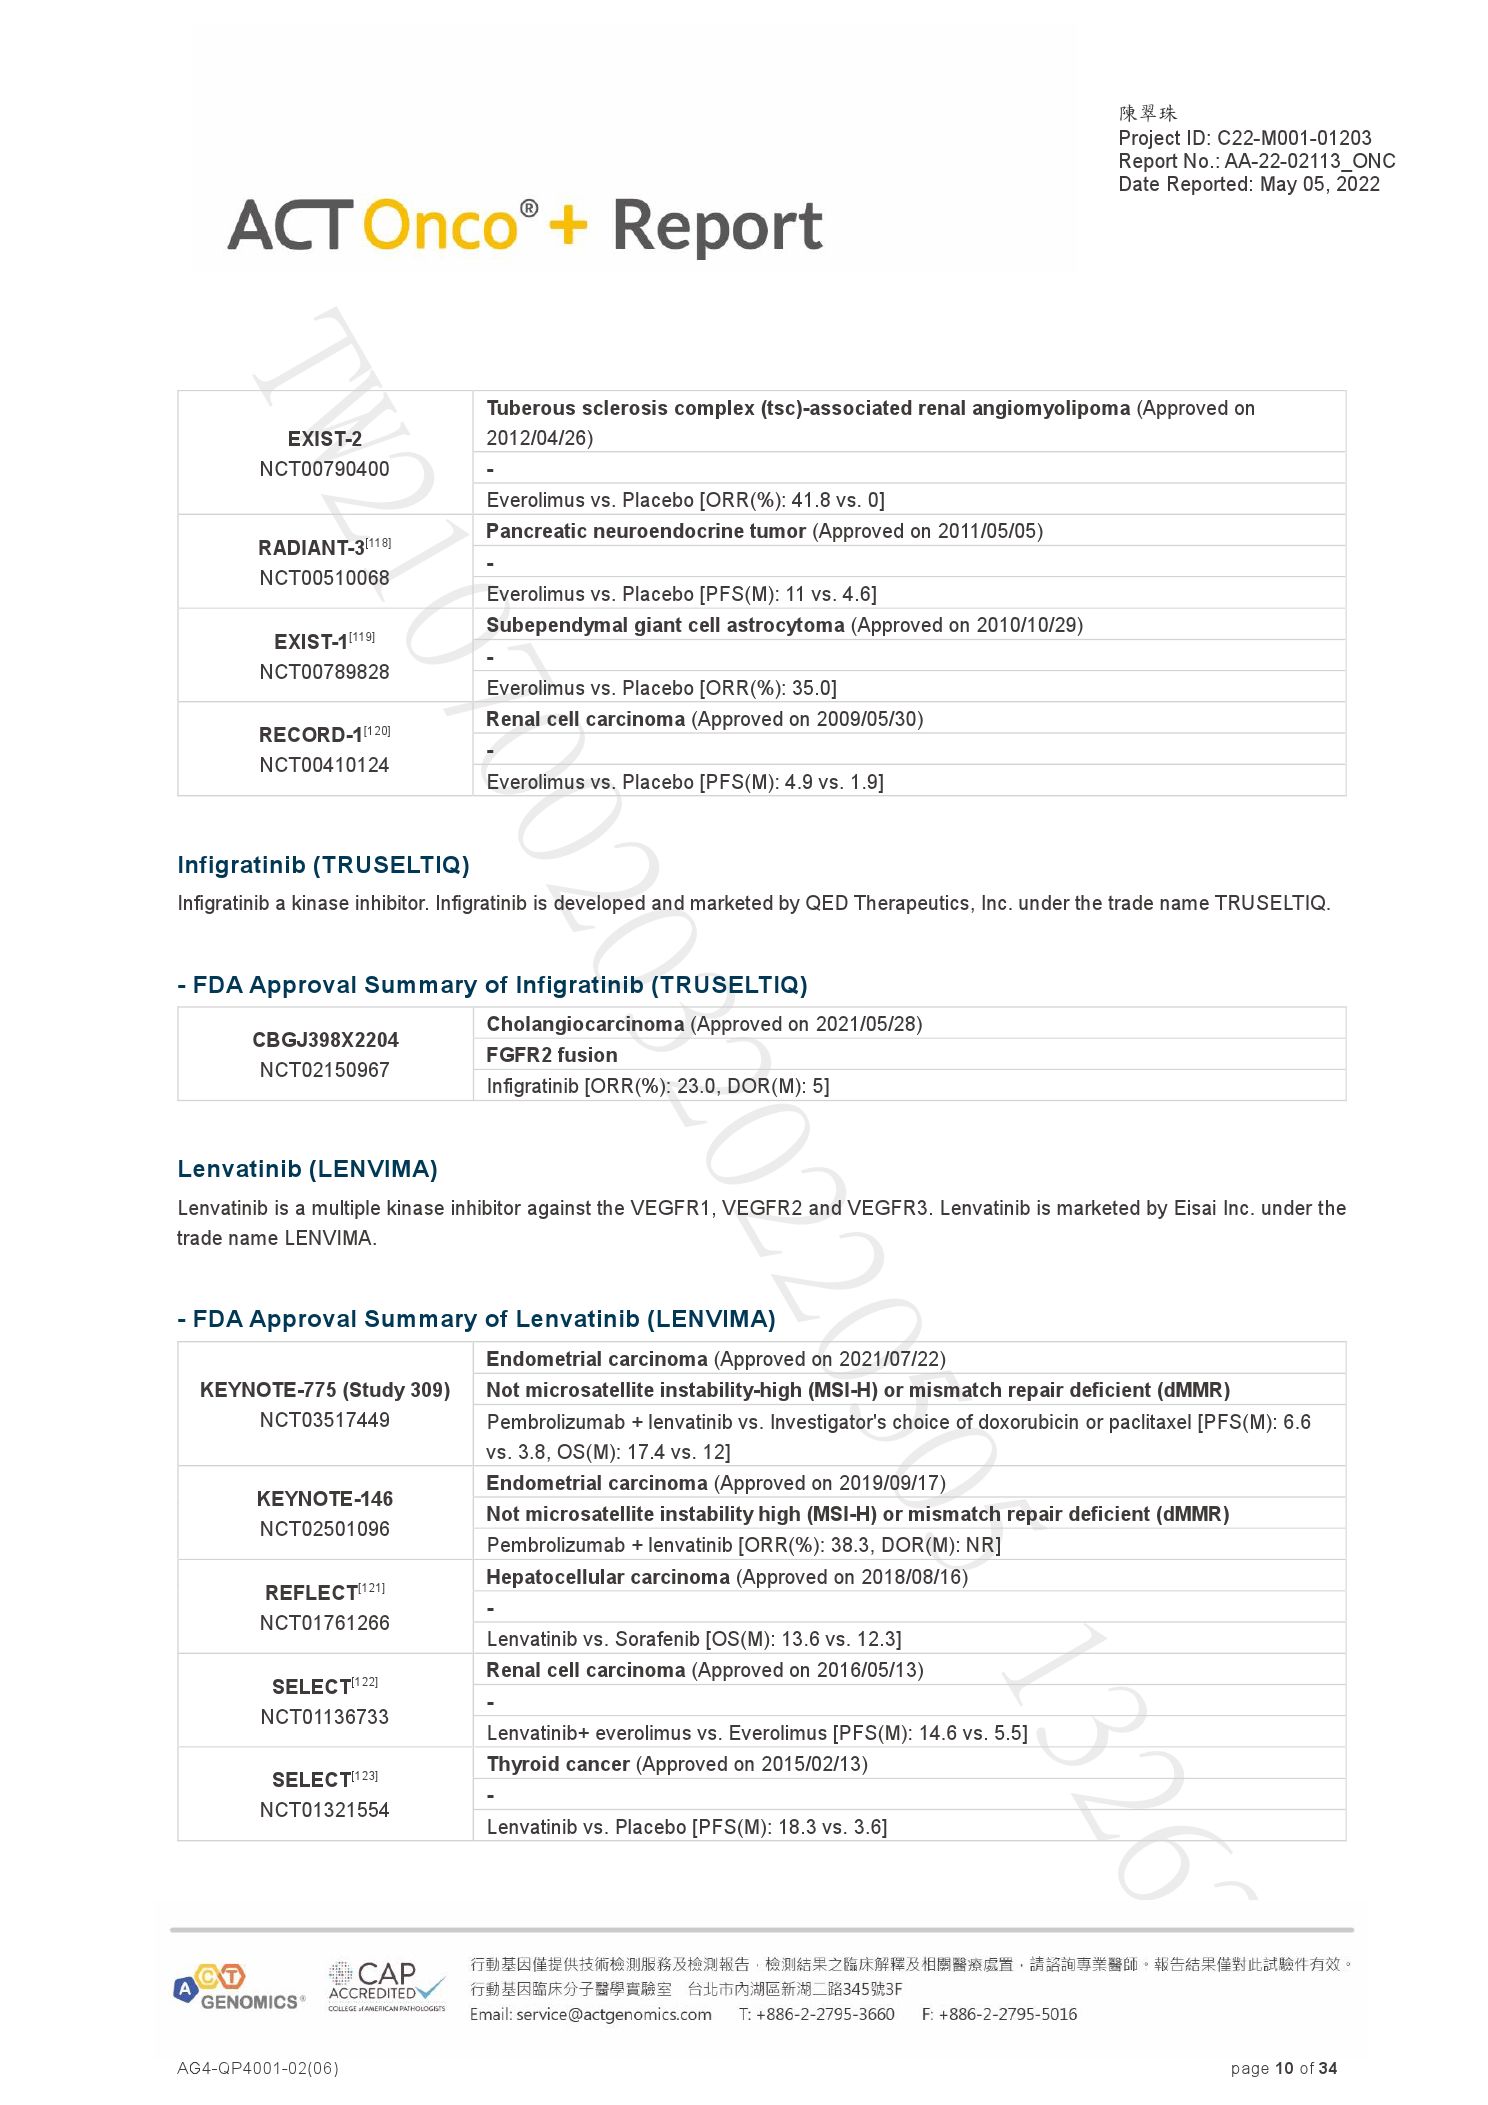 陳翠珠
Project ID: C22-M001-01203
Report No.: AA-22-02113_ONC
Date Reported: May 05, 2022
ACTOnco®+ Report
EXIST-2
NCT00790400
Tuberous sclerosis complex (tsc)-associated renal angiomyolipoma (Approved on
2012/04/26)
-
Everolimus vs. Placebo [ORR(%): 41.8 vs. 0]
RADIANT-3[118]
NCT00510068
Pancreatic neuroendocrine tumor (Approved on 2011/05/05)
-
Everolimus vs. Placebo [PFS(M): 11 vs. 4.6]
EXIST-1[119]
NCT00789828
Subependymal giant cell astrocytoma (Approved on 2010/10/29)
-
Everolimus vs. Placebo [ORR(%): 35.0]
RECORD-1[120]
NCT00410124
Renal cell carcinoma (Approved on 2009/05/30)
-
Everolimus vs. Placebo [PFS(M): 4.9 vs. 1.9]
Infigratinib (TRUSELTIQ)
Infigratinib a kinase inhibitor. Infigratinib is developed and marketed by QED Therapeutics, Inc. under the trade name TRUSELTIQ.
- FDA Approval Summary of Infigratinib (TRUSELTIQ)
CBGJ398X2204
NCT02150967
Cholangiocarcinoma (Approved on 2021/05/28)
FGFR2 fusion
Infigratinib [ORR(%): 23.0, DOR(M): 5]
Lenvatinib (LENVIMA)
Lenvatinib is a multiple kinase inhibitor against the VEGFR1, VEGFR2 and VEGFR3. Lenvatinib is marketed by Eisai Inc. under the
trade name LENVIMA.
- FDA Approval Summary of Lenvatinib (LENVIMA)
KEYNOTE-775 (Study 309)
NCT03517449
Endometrial carcinoma (Approved on 2021/07/22)
Not microsatellite instability-high (MSI-H) or mismatch repair deficient (dMMR)
Pembrolizumab + lenvatinib vs. Investigator's choice of doxorubicin or paclitaxel [PFS(M): 6.6
vs. 3.8, OS(M): 17.4 vs. 12]
KEYNOTE-146
NCT02501096
Endometrial carcinoma (Approved on 2019/09/17)
Not microsatellite instability high (MSI-H) or mismatch repair deficient (dMMR)
Pembrolizumab + lenvatinib [ORR(%): 38.3, DOR(M): NR]
REFLECT[121]
NCT01761266
Hepatocellular carcinoma (Approved on 2018/08/16)
-
Lenvatinib vs. Sorafenib [OS(M): 13.6 vs. 12.3]
SELECT[122]
NCT01136733
Renal cell carcinoma (Approved on 2016/05/13)
-
Lenvatinib+ everolimus vs. Everolimus [PFS(M): 14.6 vs. 5.5]
SELECT[123]
NCT01321554
Thyroid cancer (Approved on 2015/02/13)
-
Lenvatinib vs. Placebo [PFS(M): 18.3 vs. 3.6]
ACT GENOMICS®
CAP
ACCREDITED
COLLEGE of AMERICAN PATHOLOGISTS
行動基因僅提供技術檢測服務及檢測報告，檢測結果之臨床解釋及相關醫療處置，請諮詢專業醫師。報告結果僅對此試驗件有效。
行動基因臨床分子醫學實驗室 台北市內湖區新湖二路345號3F
Email: service@actgenomics.com T: +886-2-2795-3660 F: +886-2-2795-5016
AG4-QP4001-02(06)
page 10 of 34